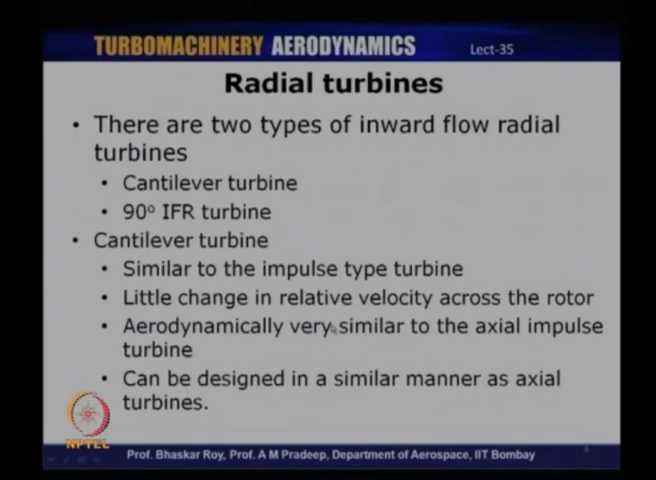 TURBOMACHINERY AERODYNAMICS
Lect-35
Radial turbines
• There are two types of inward flow radial
turbines
• Cantilever turbine
• 90° IFR turbine
• Cantilever turbine
• Similar to the impulse type turbine
• Little change in relative velocity across the rotor
• Aerodynamically very similar to the axial impulse
turbine
• Can be designed in a similar manner as axial
turbines.
NPTEL
Prof. Bhaskar Roy, Prof. A M Pradeep, Department of Aerospace, IIT Bombay
4